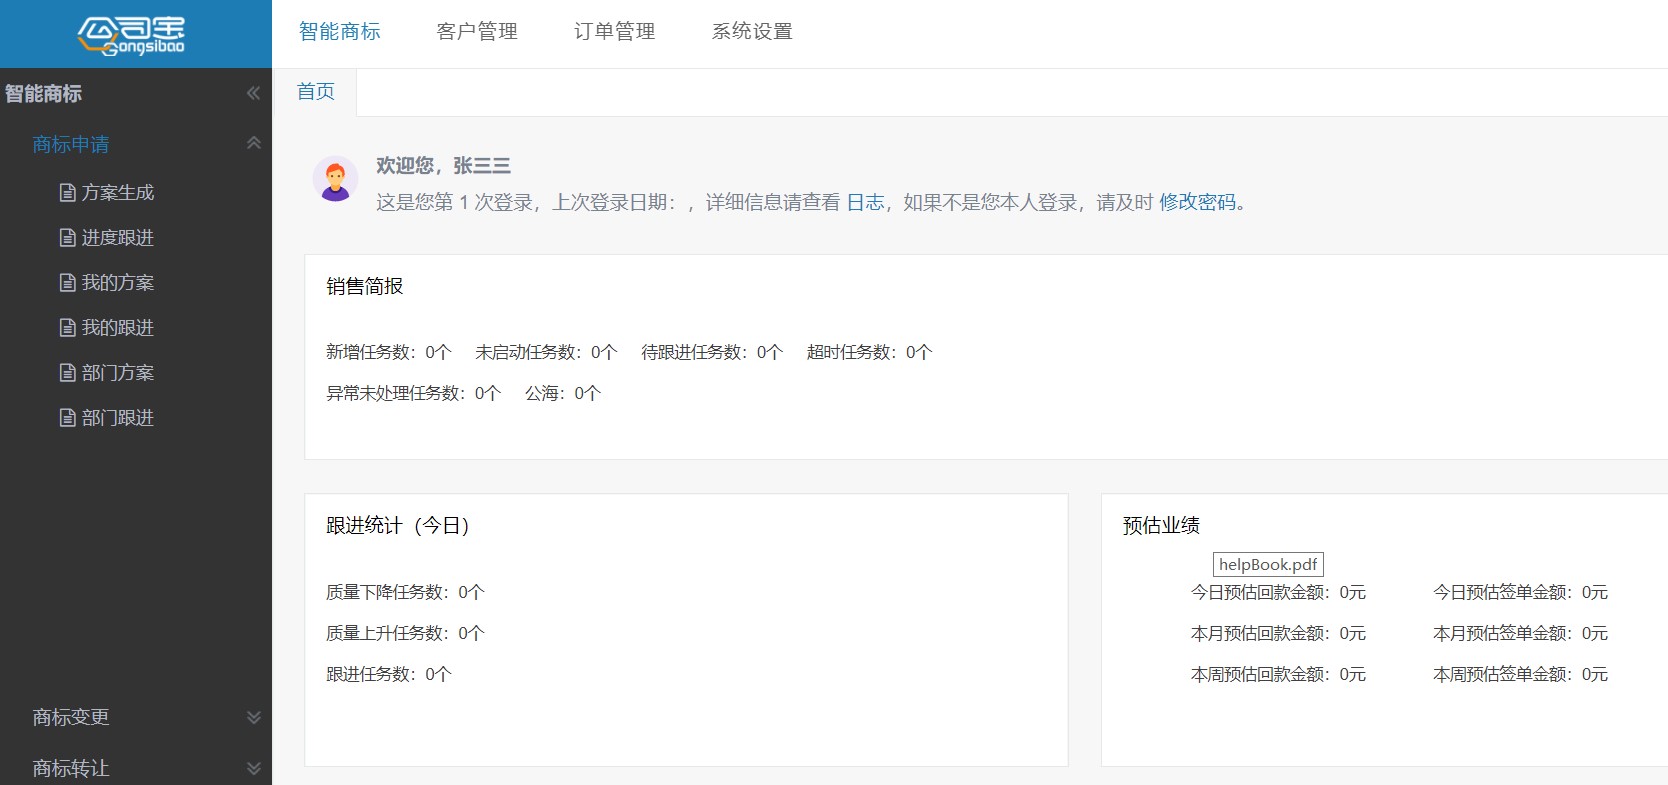 公司宝
Gongsibao
智能商标 客户管理 订单管理 系统设置
智能商标
首页
商标申请
方案生成
进度跟进
我的方案
我的跟进
部门方案
部门跟进
商标变更
商标转让
欢迎您，张三三
这是您第 1 次登录，上次登录日期：，详细信息请查看 日志，如果不是您本人登录，请及时 修改密码。
销售简报
新增任务数：0个 未启动任务数：0个 待跟进任务数：0个 超时任务数：0个
异常未处理任务数：0个 公海：0个
跟进统计（今日）
质量下降任务数：0个
质量上升任务数：0个
跟进任务数：0个
预估业绩
helpBook.pdf
今日预估回款金额：0元 今日预估签单金额：0元
本月预估回款金额：0元 本月预估签单金额：0元
本周预估回款金额：0元 本周预估签单金额：0元